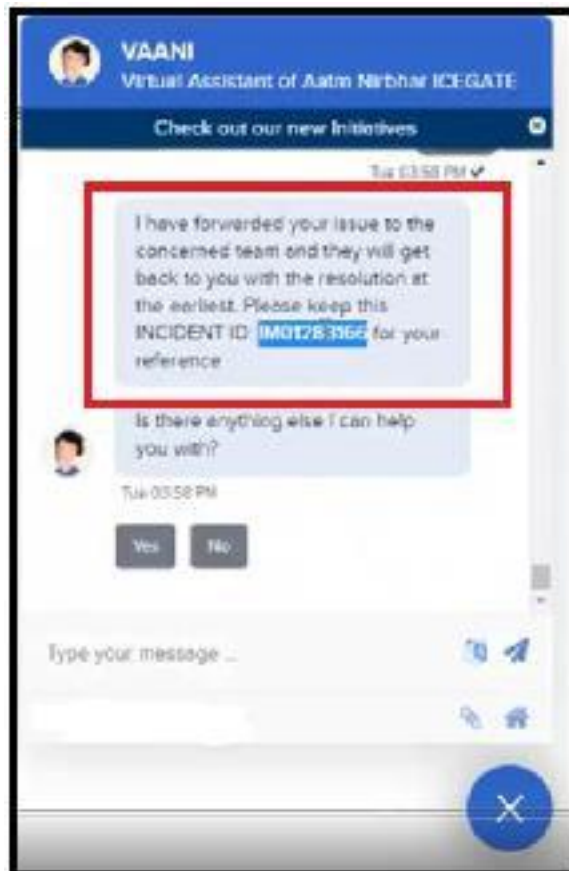 VAANI
Virtual Assistant of Aatm Nirbhar ICEGATE
Check out our new Initiatives
Tue 03:58 PM
I have forwarded your issue to the
concerned team and they will get
back to you with the resolution at
the earliest. Please keep this
INCIDENT ID: IM01283166 for your
reference
Is there anything else I can help
you with?
Tue 03:58 PM
Yes No
Type your message ...